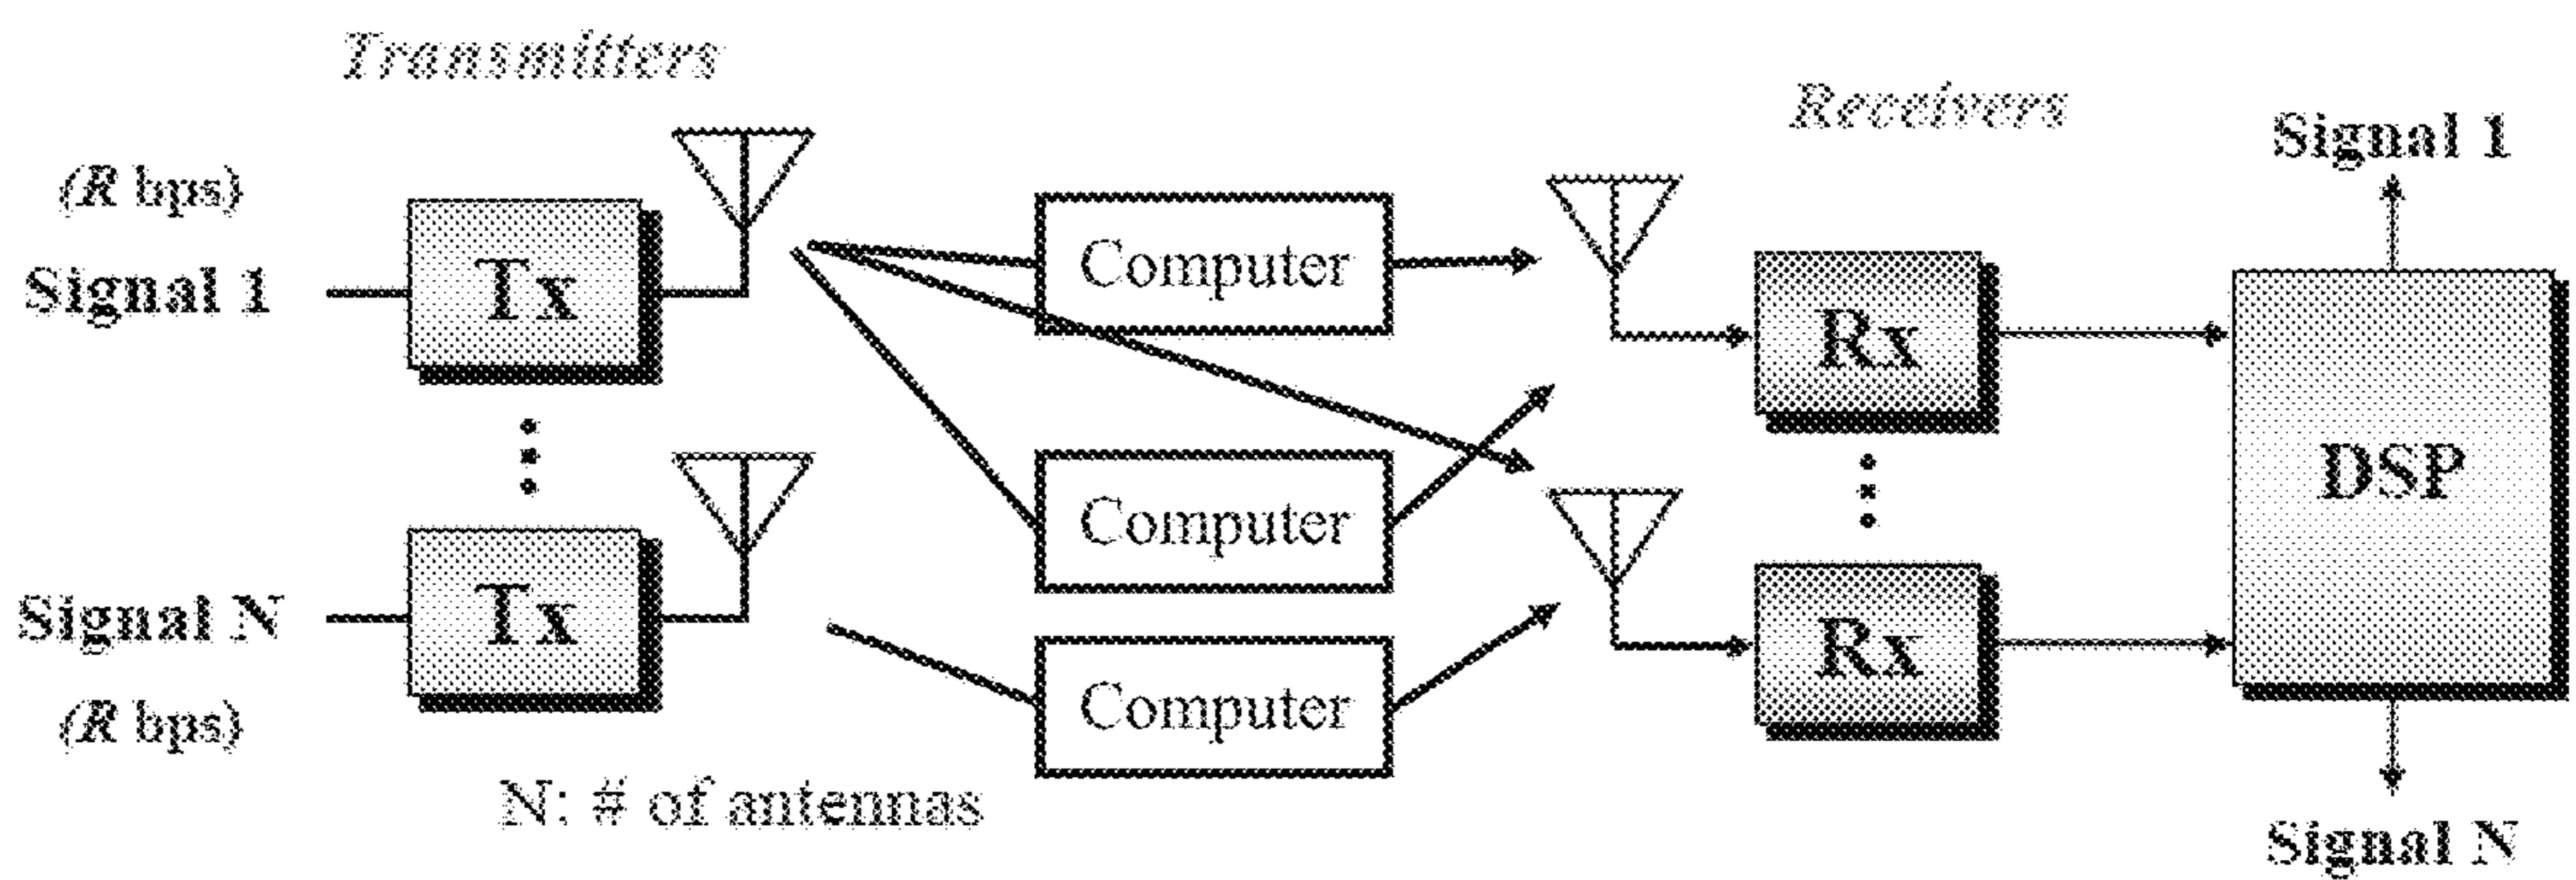 Transmitters
Receivers
(R bps)
Signal 1
Tx
Computer
Rx
Signal 1
Computer
DSP
Signal N
Tx
Computer
Rx
(R bps)
N: # of antennas
Signal N